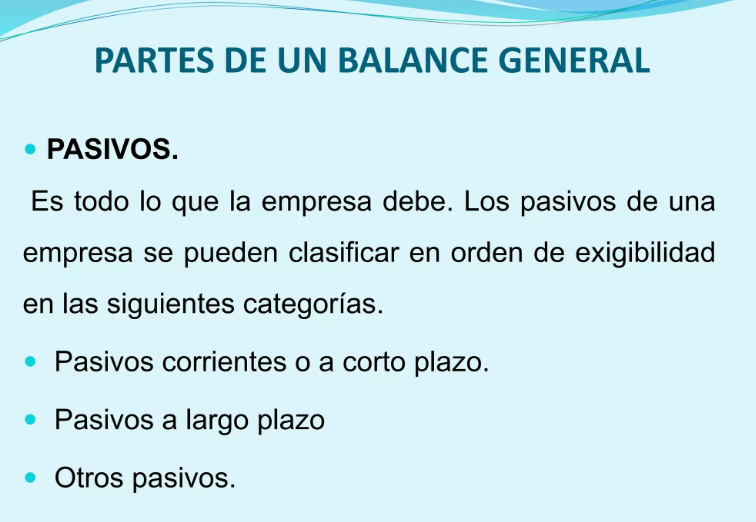 PARTES DE UN BALANCE GENERAL
• PASIVOS.
Es todo lo que la empresa debe. Los pasivos de una
empresa se pueden clasificar en orden de exigibilidad
en las siguientes categorías.
• Pasivos corrientes o a corto plazo.
• Pasivos a largo plazo
• Otros pasivos.